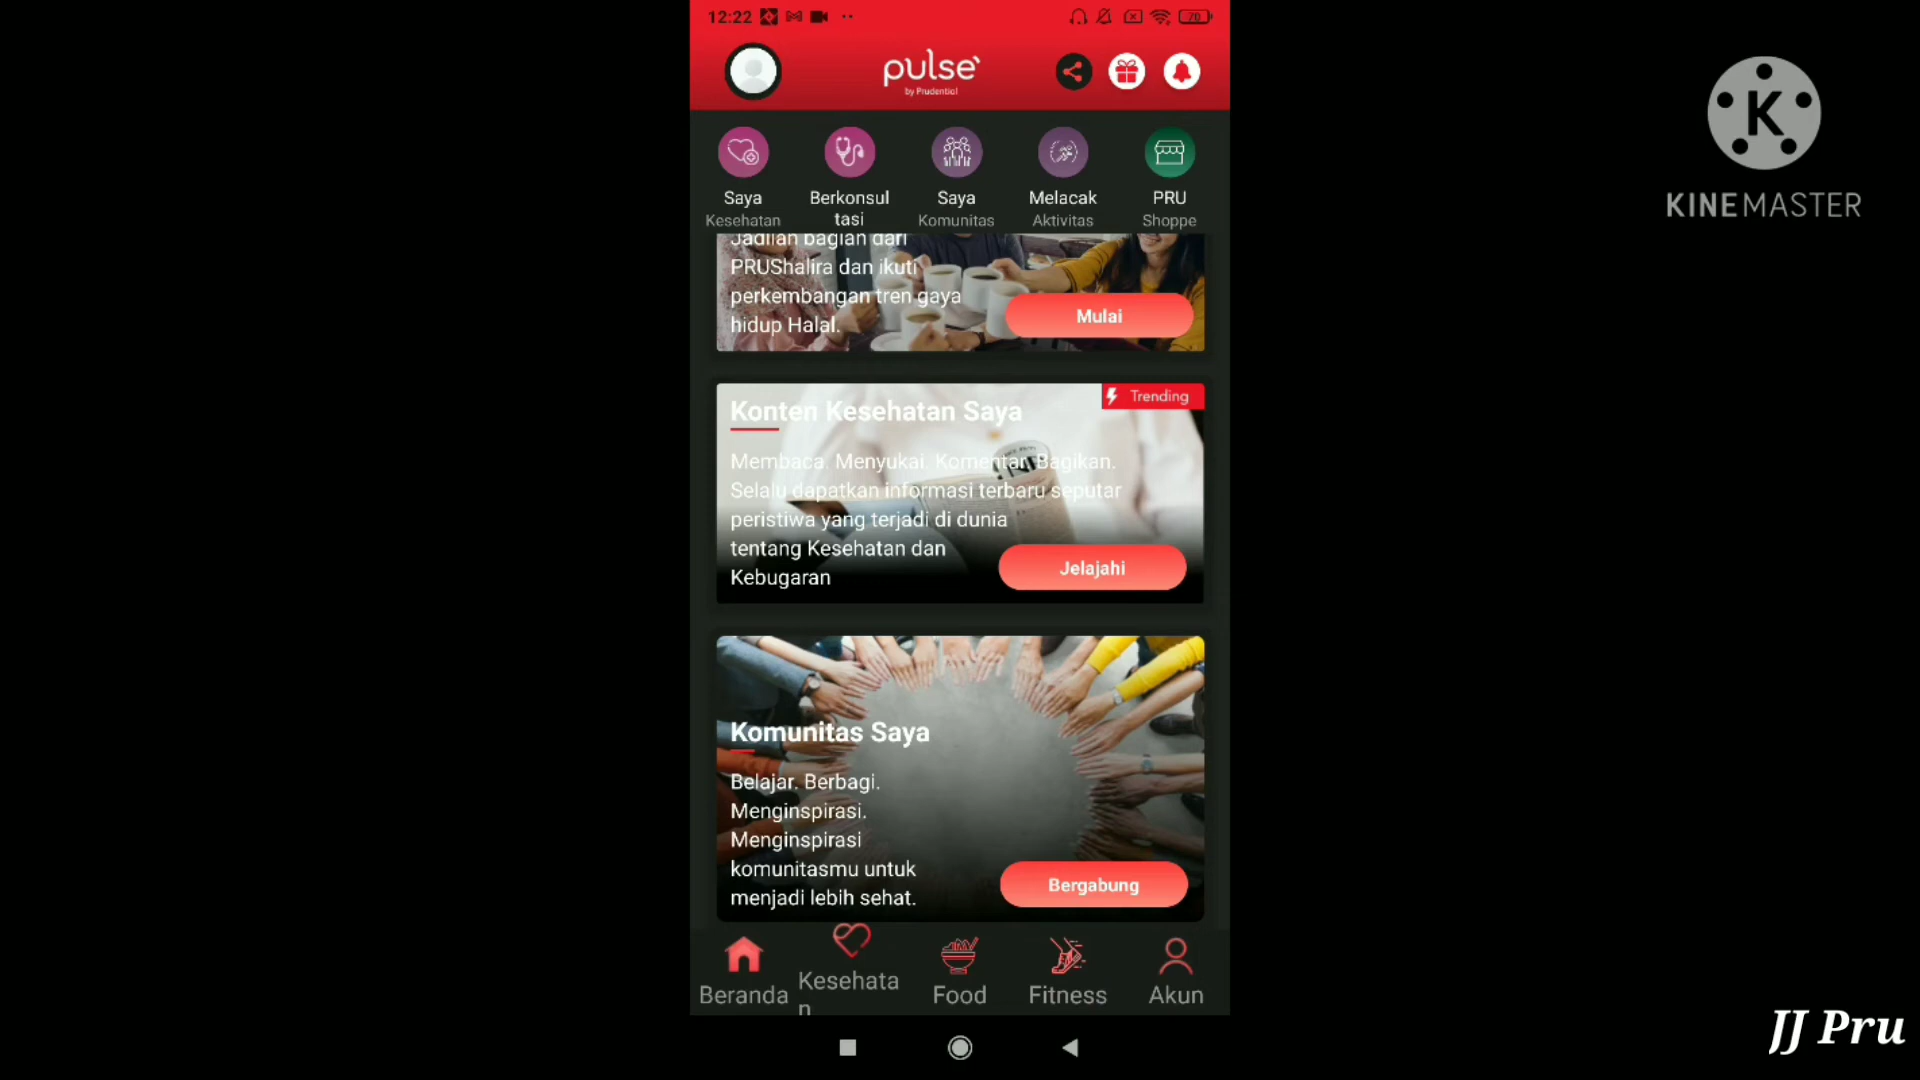 12:22
70
pulse
by Prudential
KINEMASTER
Saya
Kesehatan
Berkonsul
tasi
Saya
Komunitas
Melacak
Aktivitas
PRU
Shoppe
Jadilah bagian dari
PRUShalira dan ikuti
perkembangan tren gaya
hidup Halal.
Mulai
Trending
Konten Kesehatan Saya
Membaca. Menyukai. Komentar. Bagikan.
Selalu dapatkan informasi terbaru seputar
peristiwa yang terjadi di dunia
tentang Kesehatan dan
Kebugaran
Jelajahi
Komunitas Saya
Belajar. Berbagi.
Menginspirasi.
Menginspirasi
komunitasmu untuk
menjadi lebih sehat.
Bergabung
Beranda
Kesehata
n
Food
Fitness
Akun
JJ Pru